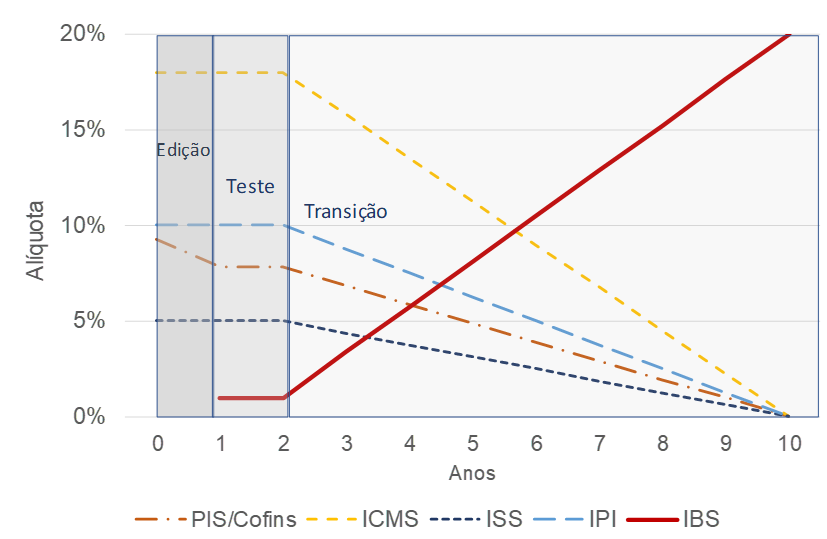 20%
15%
10%
5%
0%
Alíquota
Edição
Teste
Transição
0 1 2 3 4 5 6 7 8 9 10
Anos
PIS/Cofins ICMS ISS IPI IBS